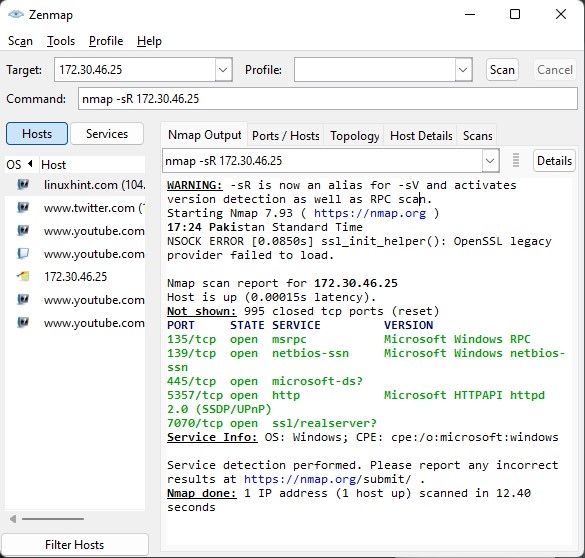 Zenmap
Scan Tools Profile Help
Target: 172.30.46.25 Profile: Scan Cancel
Command: nmap -sR 172.30.46.25
Hosts Services
OS Host
linuxhint.com (104.
www.twitter.com (1
www.youtube.com
www.youtube.com
172.30.46.25
www.youtube.com
www.youtube.com
Filter Hosts
Nmap Output Ports / Hosts Topology Host Details Scans
nmap -sR 172.30.46.25 Details
WARNING: -sR is now an alias for -sV and activates
version detection as well as RPC scan.
Starting Nmap 7.93 ( https://nmap.org )
17:24 Pakistan Standard Time
NSOCK ERROR [0.0850s] ssl_init_helper(): OpenSSL legacy
provider failed to load.
Nmap scan report for 172.30.46.25
Host is up (0.00015s latency).
Not shown: 995 closed tcp ports (reset)
PORT STATE SERVICE VERSION
135/tcp open msrpc Microsoft Windows RPC
139/tcp open netbios-ssn Microsoft Windows netbios-
ssn
445/tcp open microsoft-ds?
5357/tcp open http Microsoft HTTPAPI httpd
2.0 (SSDP/UPnP)
7070/tcp open ssl/realserver?
Service Info: OS: Windows; CPE: cpe:/o:microsoft:windows
Service detection performed. Please report any incorrect
results at https://nmap.org/submit/ .
Nmap done: 1 IP address (1 host up) scanned in 12.40
seconds